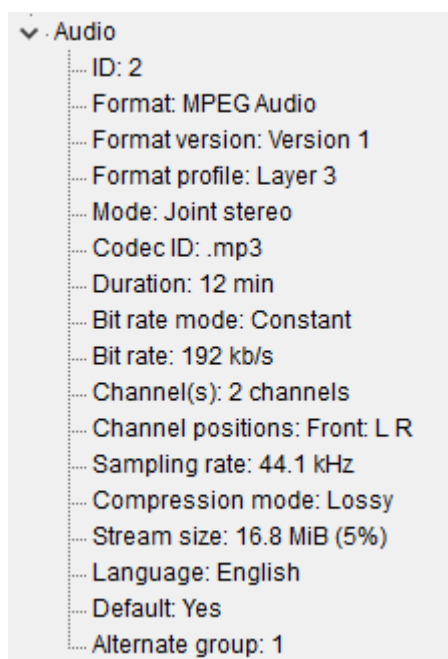 Audio
ID: 2
Format: MPEG Audio
Format version: Version 1
Format profile: Layer 3
Mode: Joint stereo
Codec ID: .mp3
Duration: 12 min
Bit rate mode: Constant
Bit rate: 192 kb/s
Channel(s): 2 channels
Channel positions: Front: L R
Sampling rate: 44.1 kHz
Compression mode: Lossy
Stream size: 16.8 MiB (5%)
Language: English
Default: Yes
Alternate group: 1